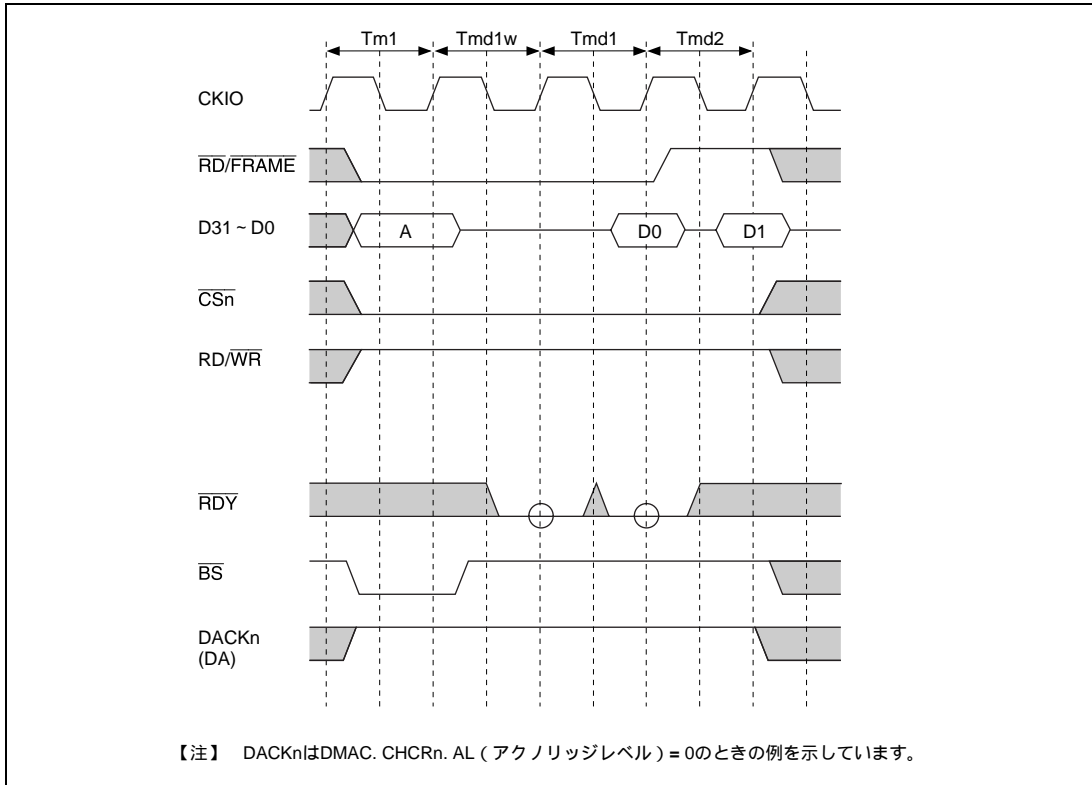 Tm1 Tmd1w Tmd1 Tmd2
CKIO
RD/FRAME
D31 ~ D0 A D0 D1
CSn
RD/WR
RDY
BS
DACKn
(DA)
【注】 DACKnはDMAC. CHCRn. AL ( アクノリッジレベル ) = 0のときの例を示しています。